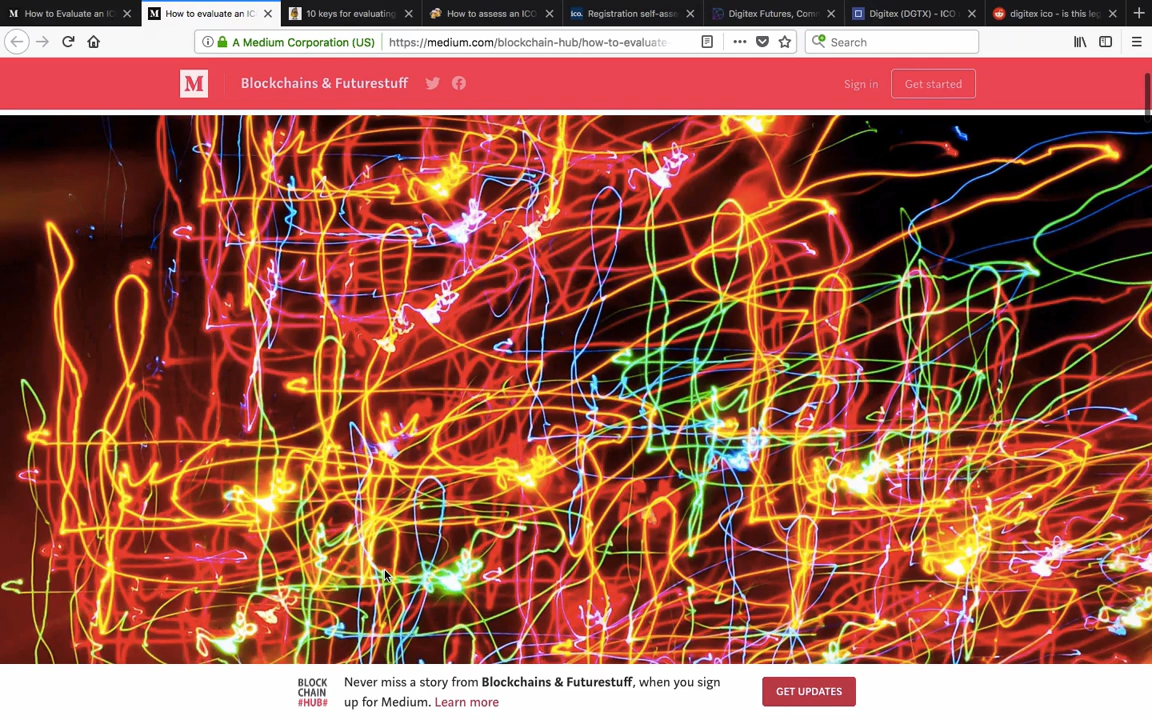 How to Evaluate an IC
How to evaluate an IC
10 keys for evaluating
How to assess an ICO
ico.
Registration self-asse
Digitex Futures, Com
Digitex (DGTX) - ICO
digitex ico - is this leg
A Medium Corporation (US)
https://medium.com/blockchain-hub/how-to-evaluate-
Search
M
Blockchains & Futurestuff
Sign in
Get started
BLOCK
CHAIN
#HUB#
Never miss a story from Blockchains & Futurestuff, when you sign
up for Medium. Learn more
GET UPDATES